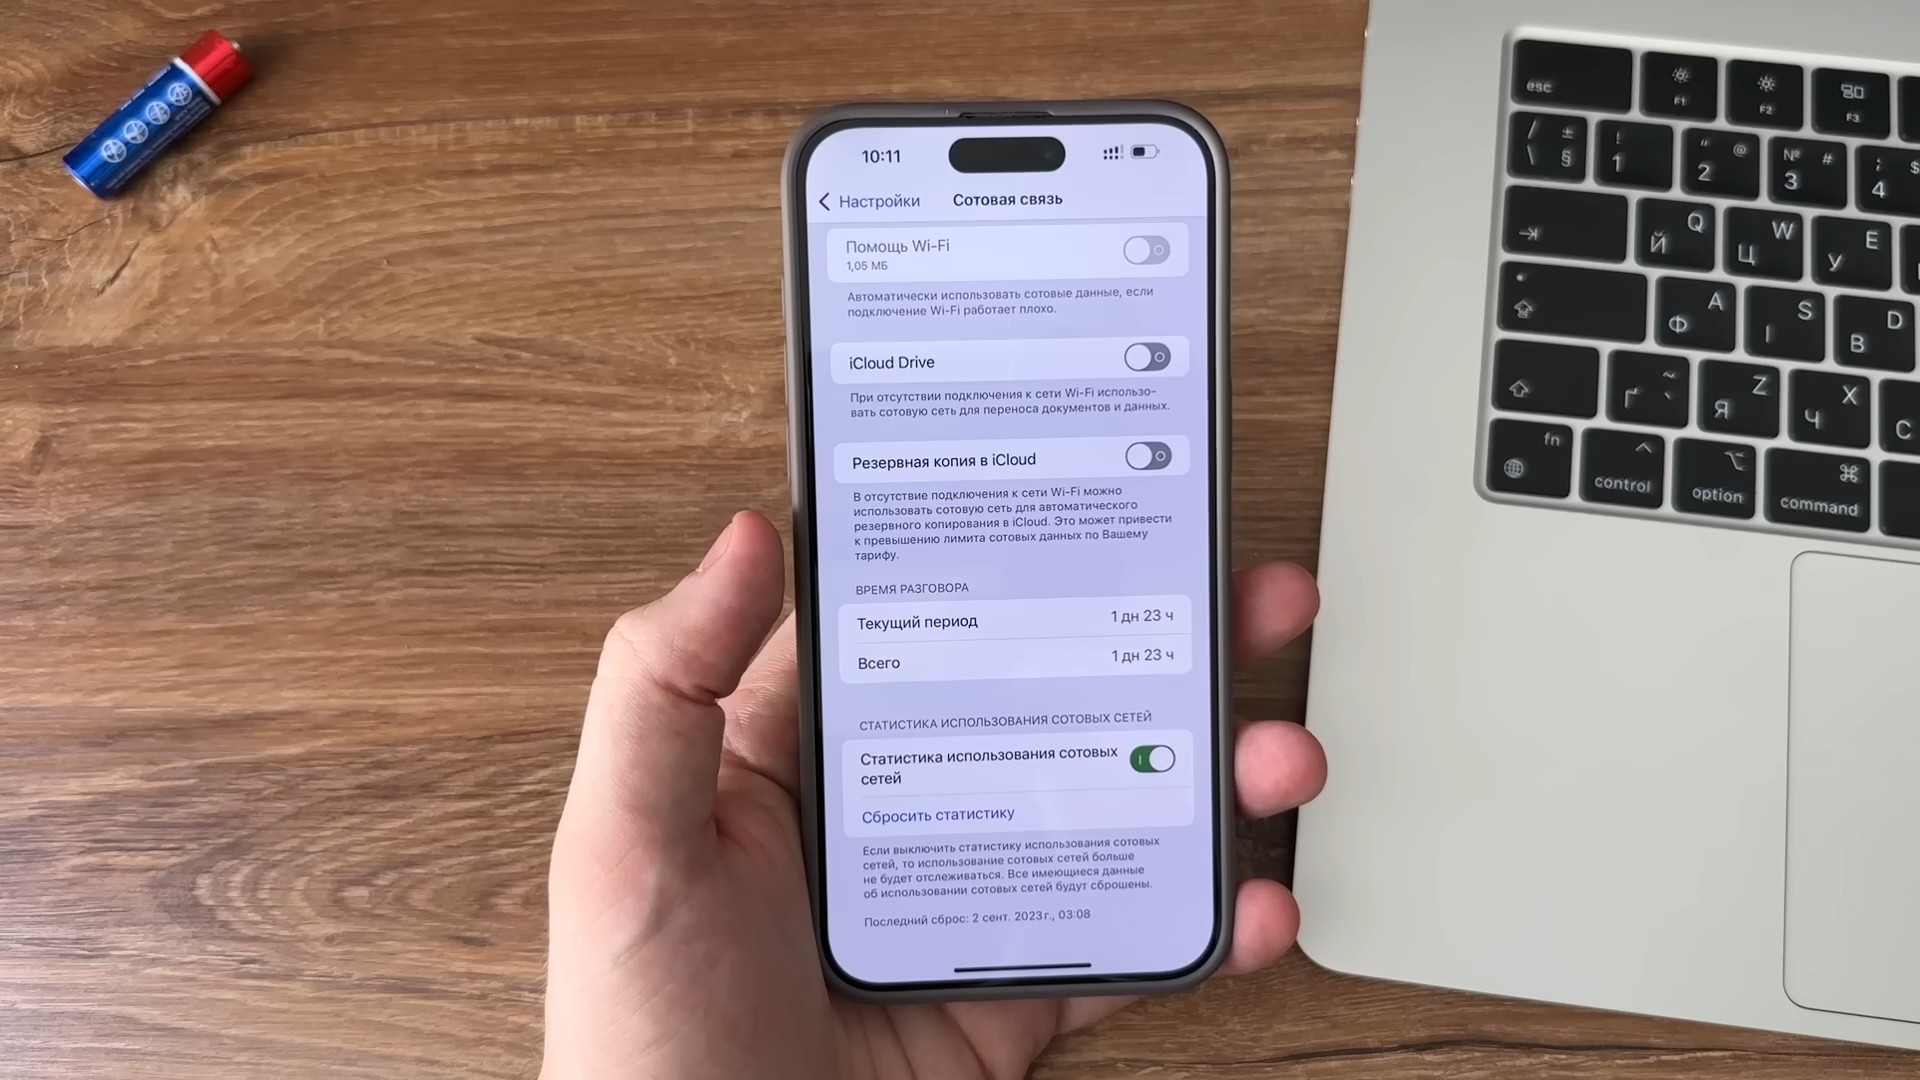 10:11
Настройки
Сотовая связь
Помощь Wi-Fi
1,05 МБ
Автоматически использовать сотовые данные, если
подключение Wi-Fi работает плохо.
iCloud Drive
При отсутствии подключения к сети Wi-Fi использо-
вать сотовую сеть для переноса документов и данных.
Резервная копия в iCloud
В отсутствие подключения к сети Wi-Fi можно
использовать сотовую сеть для автоматического
резервного копирования в iCloud. Это может привести
к превышению лимита сотовых данных по Вашему
тарифу.
ВРЕМЯ РАЗГОВОРА
Текущий период 1 дн 23 ч
Всего 1 дн 23 ч
СТАТИСТИКА ИСПОЛЬЗОВАНИЯ СОТОВЫХ СЕТЕЙ
Статистика использования сотовых
сетей
Сбросить статистику
Если выключить статистику использования сотовых
сетей, то использование сотовых сетей больше
не будет отслеживаться. Все имеющиеся данные
об использовании сотовых сетей будут сброшены.
Последний сброс: 2 сент. 2023 г., 03:08
esc F1 F2 F3
/ \ ± § ! 1 " @ 2 № # 3 ; $ 4
Q Й W Ц E У
A Ф S І D В
~ ` ґ Z Я X Ч С
fn control option ⌘ command